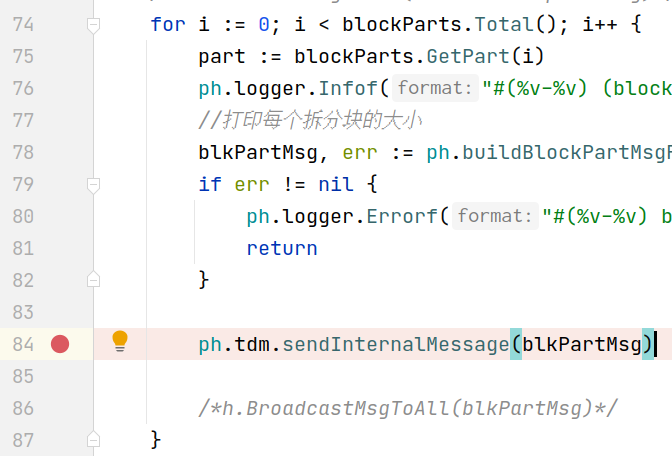 74 for i := 0; i < blockParts.Total(); i++ {
75 part := blockParts.GetPart(i)
76 ph.logger.Infof( format: "#(%v-%v) (block
77 //打印每个拆分块的大小
78 blkPartMsg, err := ph.buildBlockPartMsg
79 if err != nil {
80 ph.logger.Errorf( format: "#(%v-%v) b
81 return
82 }
83
84 ph.tdm.sendInternalMessage(blkPartMsg)
85
86 /*h.BroadcastMsgToAll(blkPartMsg)*/
87 }